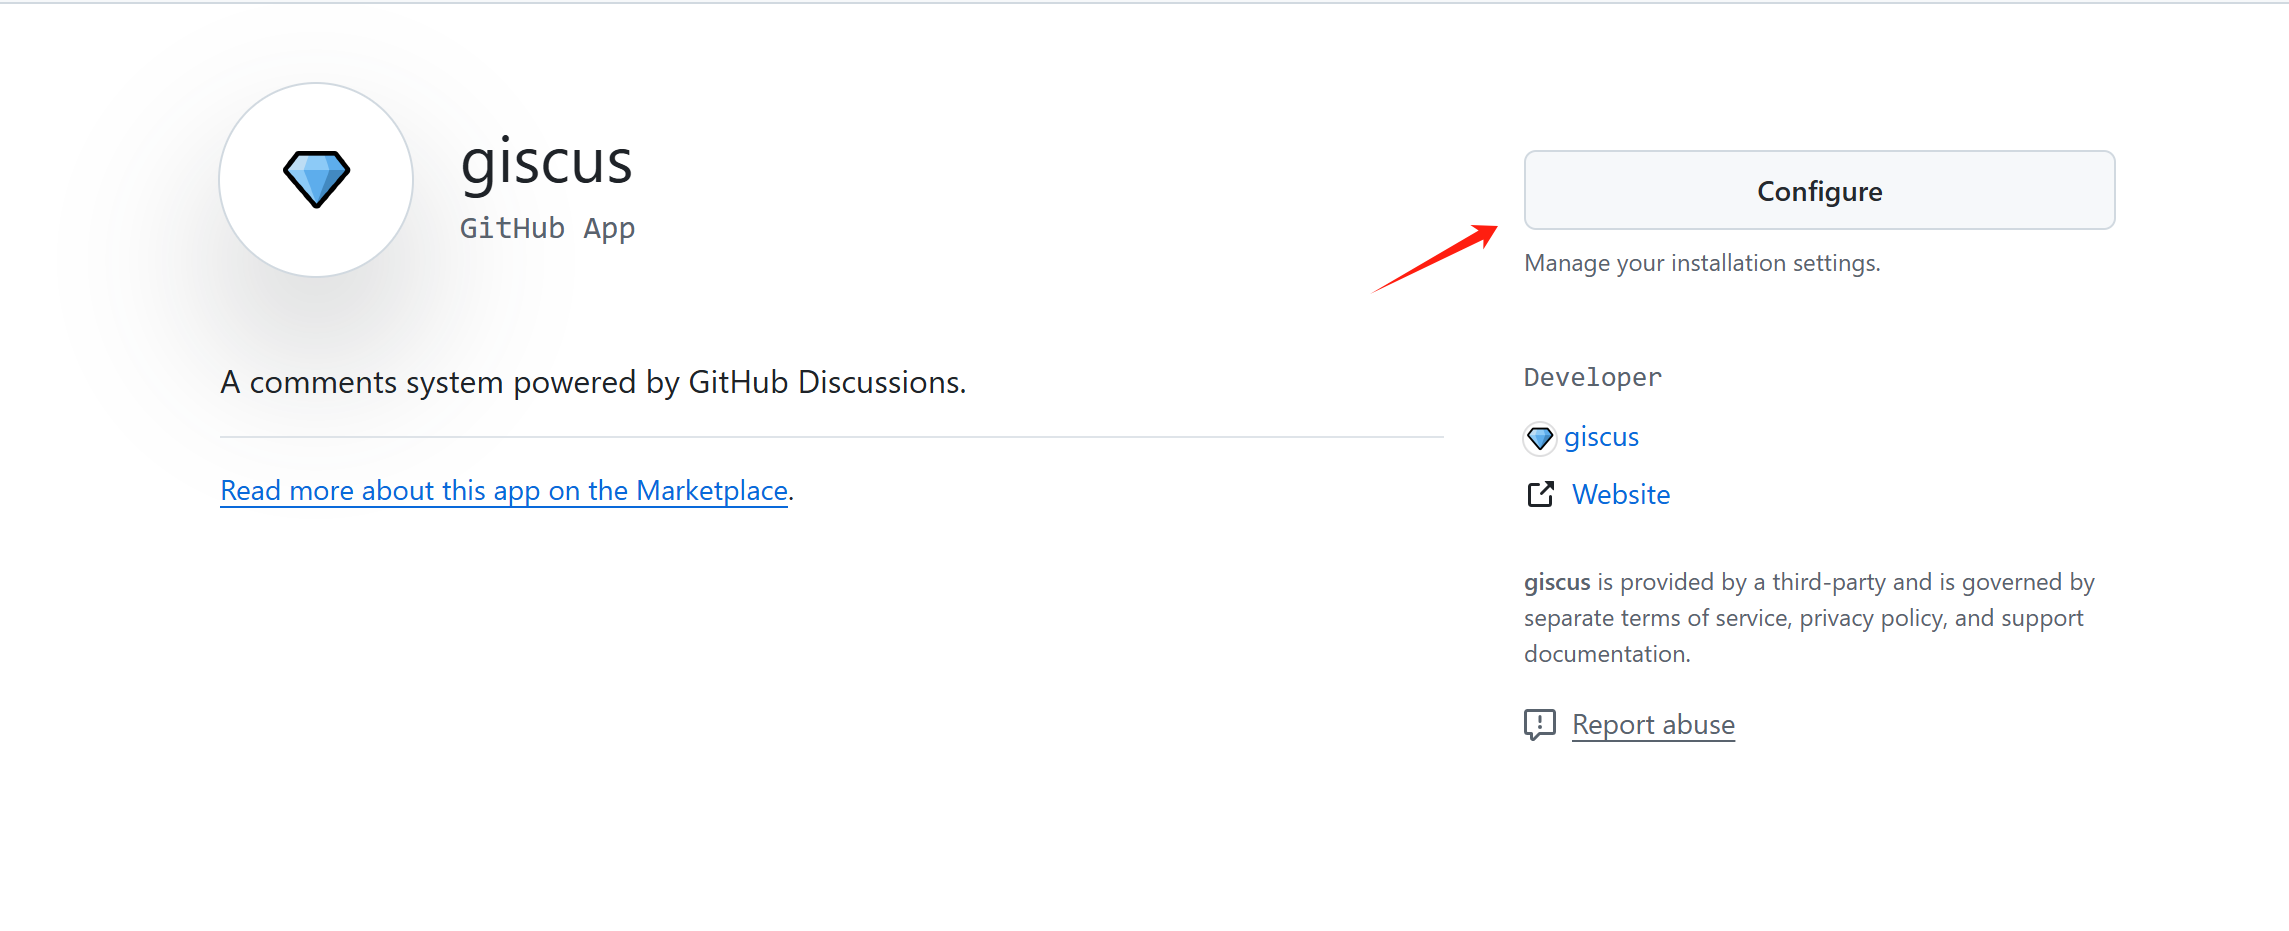 giscus
GitHub App
A comments system powered by GitHub Discussions.
Read more about this app on the Marketplace.
Configure
Manage your installation settings.
Developer
giscus
Website
giscus is provided by a third-party and is governed by
separate terms of service, privacy policy, and support
documentation.
Report abuse